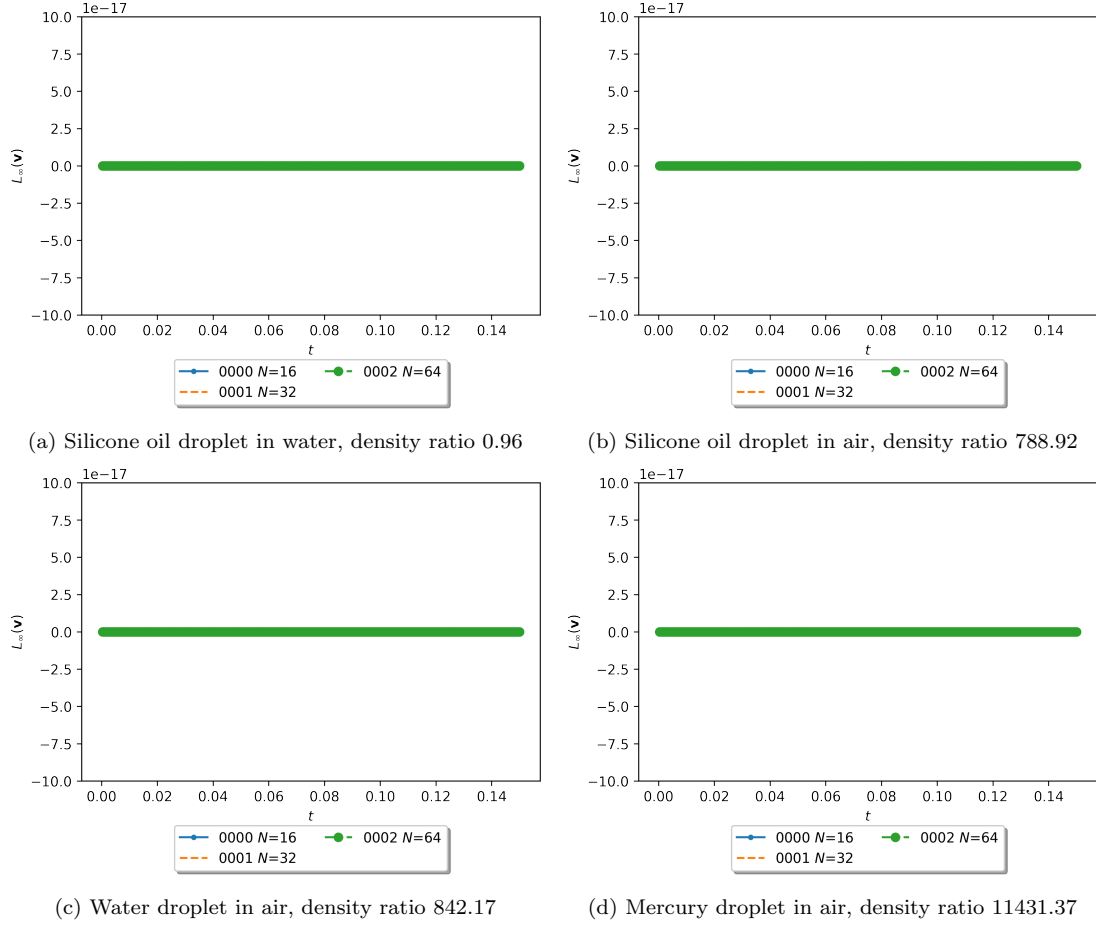 1e−17
10.0
7.5
5.0
2.5
0.0
−2.5
−5.0
−7.5
−10.0
L∞(v)
0.00 0.02 0.04 0.06 0.08 0.10 0.12 0.14
t
0000 N=16
0001 N=32
0002 N=64
(a) Silicone oil droplet in water, density ratio 0.96
1e−17
10.0
7.5
5.0
2.5
0.0
−2.5
−5.0
−7.5
−10.0
L∞(v)
0.00 0.02 0.04 0.06 0.08 0.10 0.12 0.14
t
0000 N=16
0001 N=32
0002 N=64
(b) Silicone oil droplet in air, density ratio 788.92
1e−17
10.0
7.5
5.0
2.5
0.0
−2.5
−5.0
−7.5
−10.0
L∞(v)
0.00 0.02 0.04 0.06 0.08 0.10 0.12 0.14
t
0000 N=16
0001 N=32
0002 N=64
(c) Water droplet in air, density ratio 842.17
1e−17
10.0
7.5
5.0
2.5
0.0
−2.5
−5.0
−7.5
−10.0
L∞(v)
0.00 0.02 0.04 0.06 0.08 0.10 0.12 0.14
t
0000 N=16
0001 N=32
0002 N=64
(d) Mercury droplet in air, density ratio 11431.37